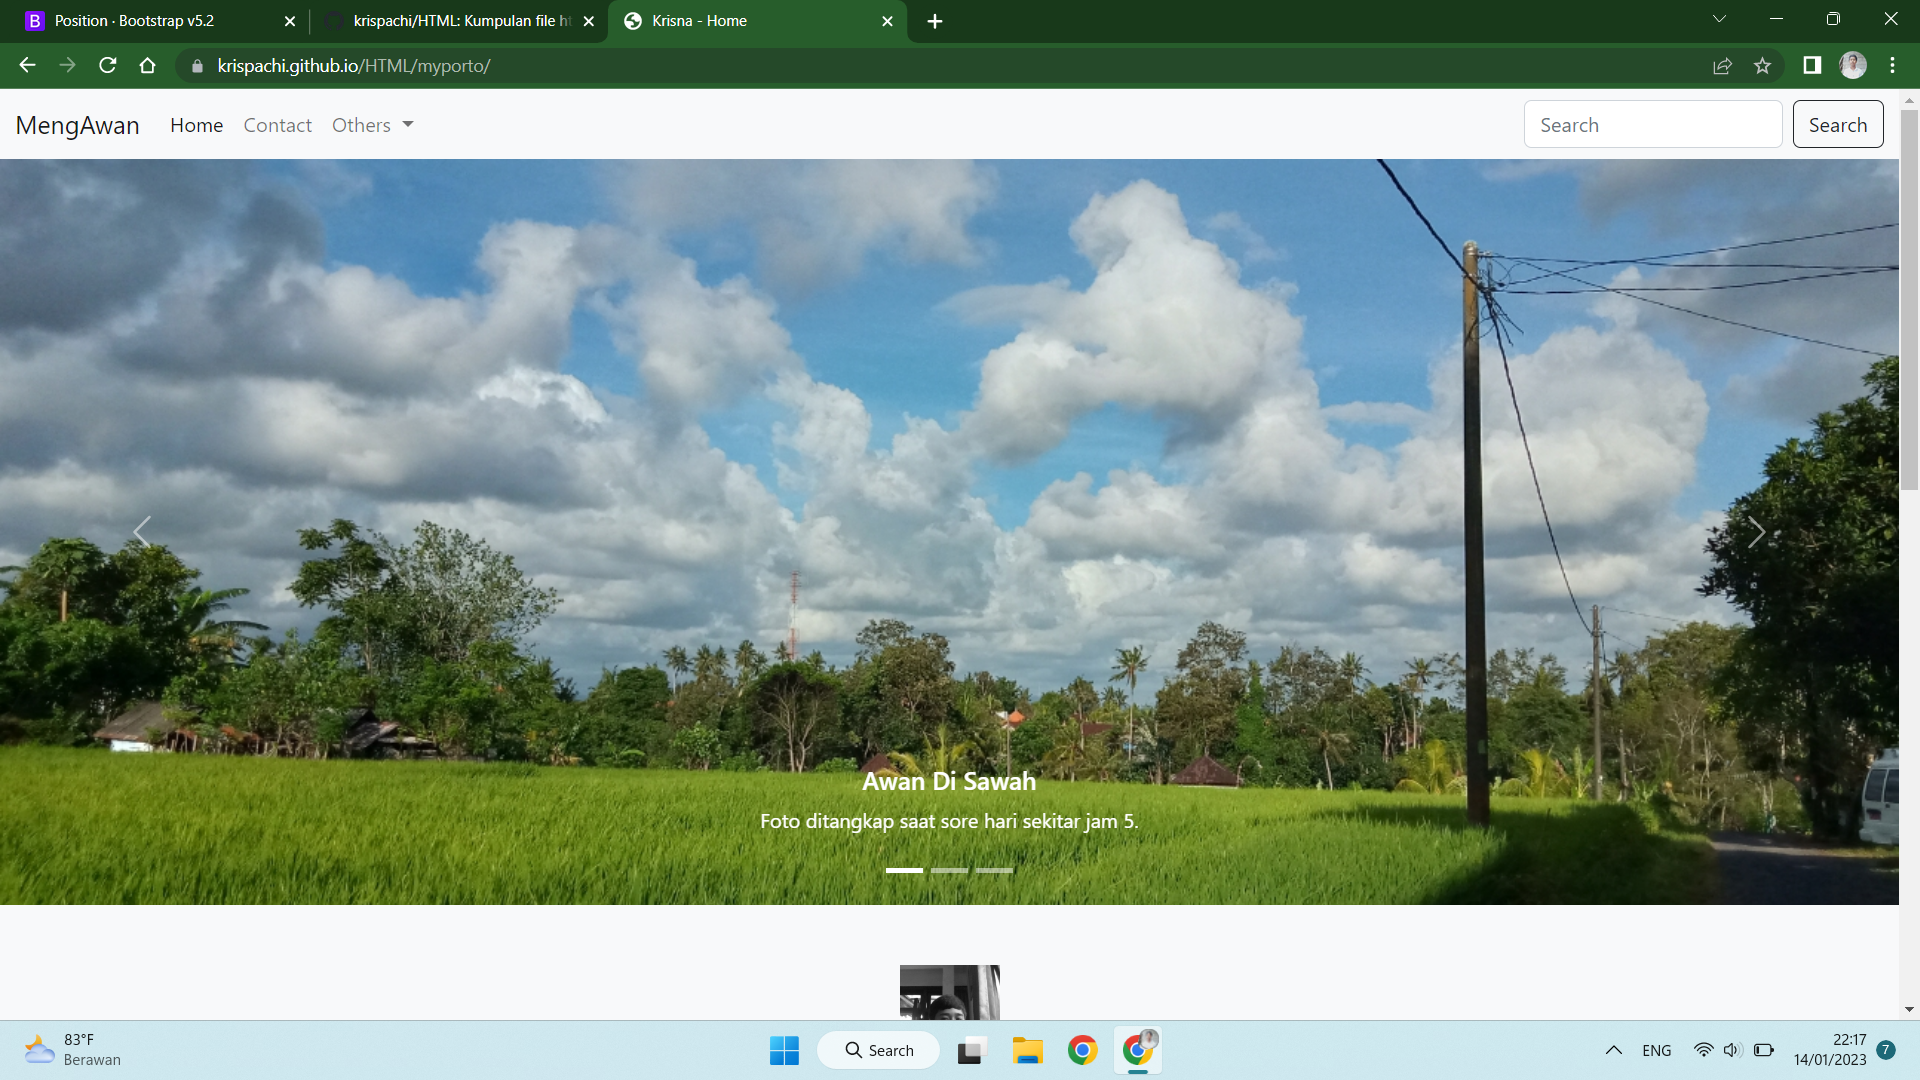 Position · Bootstrap v5.2
krispachi/HTML: Kumpulan file ht
Krisna - Home
krispachi.github.io/HTML/myporto/
MengAwan Home Contact Others Search Search
Awan Di Sawah
Foto ditangkap saat sore hari sekitar jam 5.
83°F
Berawan
Search
ENG
22:17
14/01/2023
7